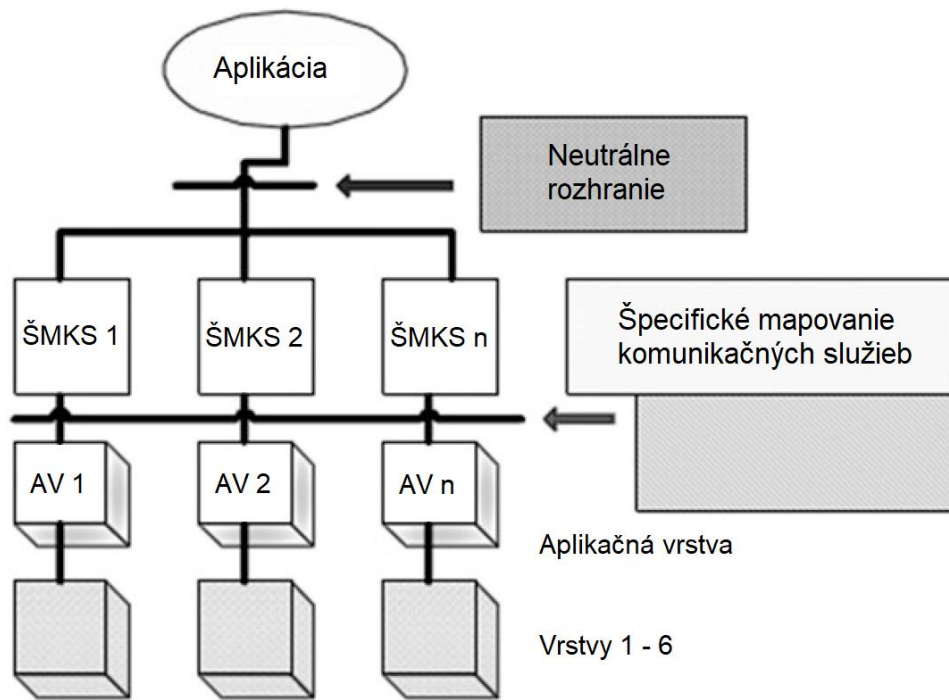 Aplikácia
Neutrálne
rozhranie
ŠMKS 1
ŠMKS 2
ŠMKS n
Špecifické mapovanie
komunikačných služieb
AV 1
AV 2
AV n
Aplikačná vrstva
Vrstvy 1 - 6